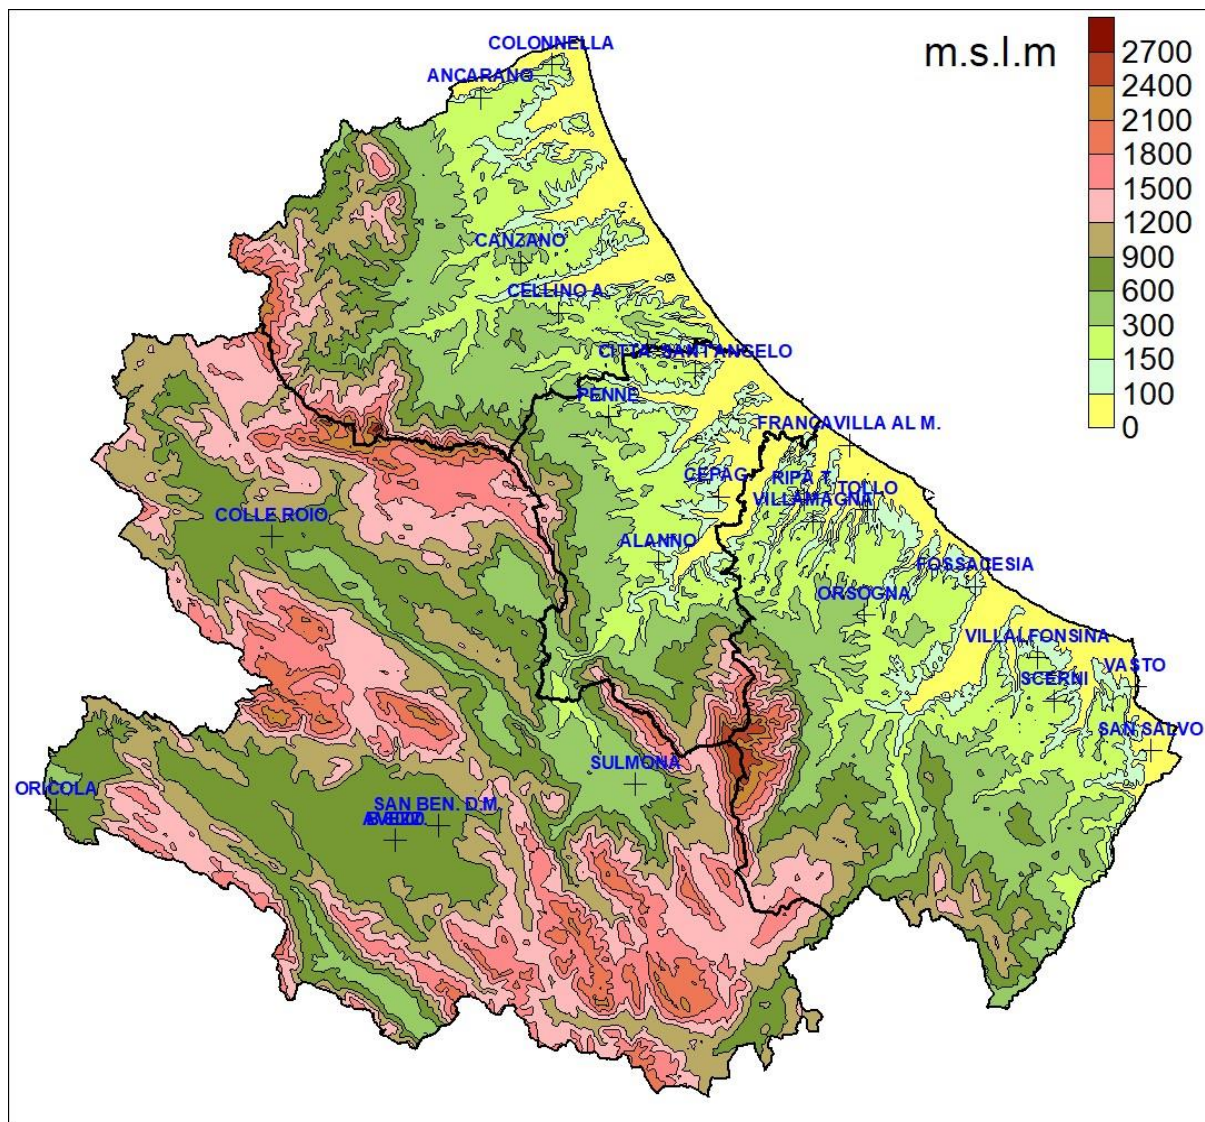 m.s.l.m
2700
2400
2100
1800
1500
1200
900
600
300
150
100
0
COLONNELLA
ANCARANO
CANZANO
CELLINO A.
CITTA' SANT'ANGELO
PENNE
FRANCAVILLA AL M.
CEPAG.
RIPA T.
TOLLO
VILLAMAGNA
COLLE ROIO
ALANNO
FOSSACESIA
ORSOGNA
VILLALFONSINA
VASTO
SCERNI
SAN SALVO
SULMONA
ORICOLA
SAN BEN. D.M.